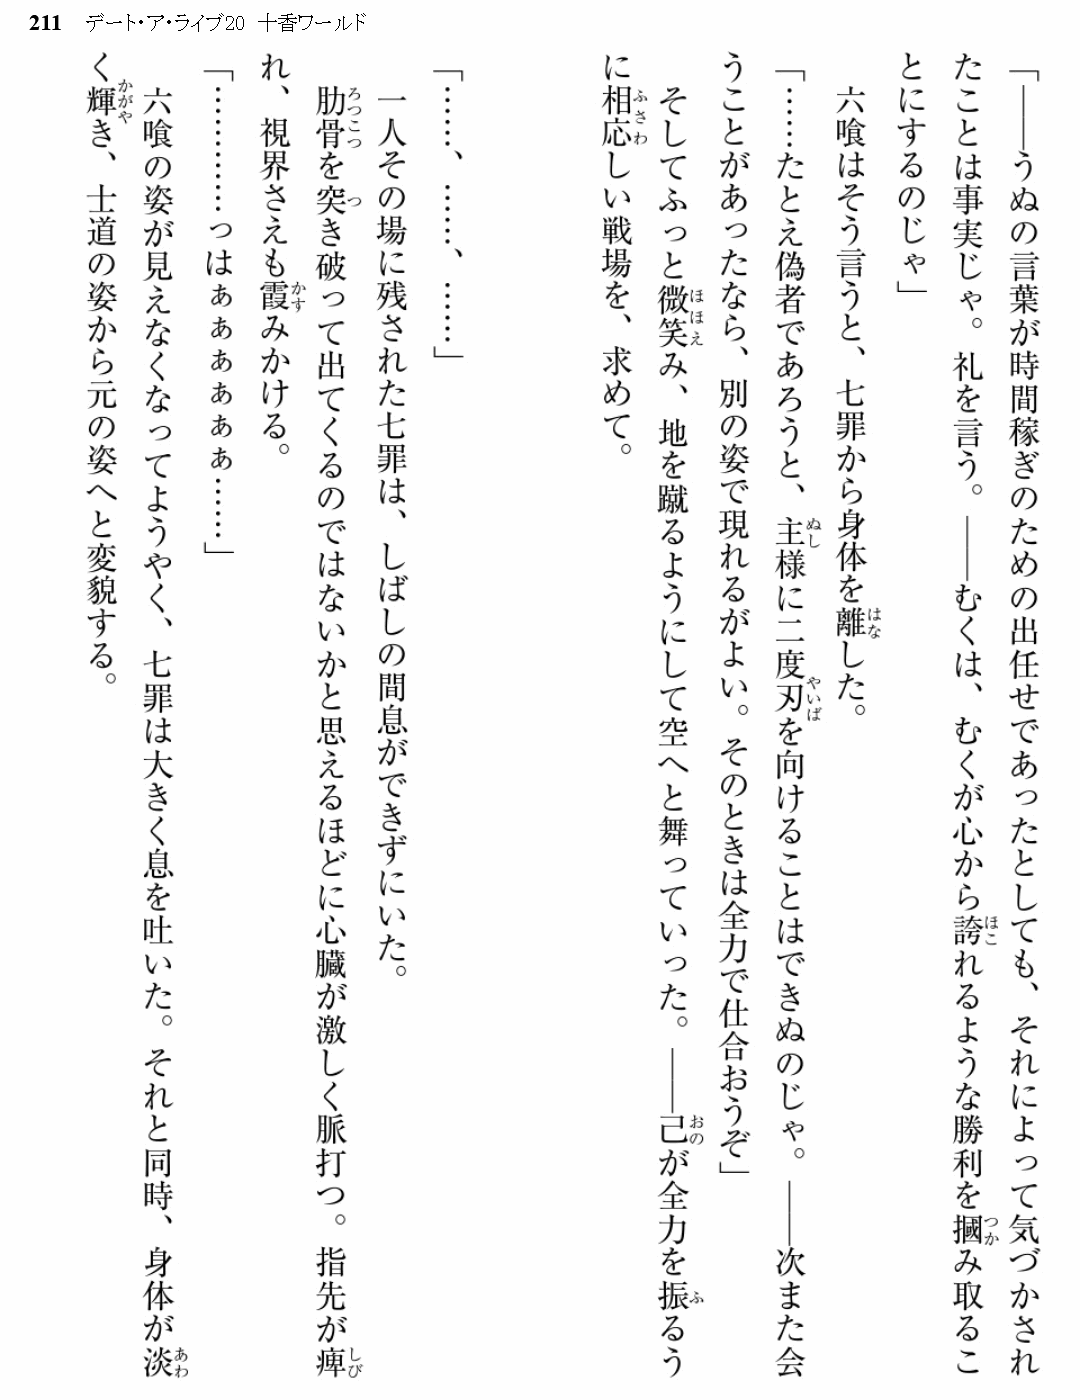 211 デート・ア・ライブ20 十香ワールド
「――うぬの言葉が時間稼ぎのための出任せであったとしても、それによって気づかされ
たことは事実じゃ。礼を言う。――むくは、むくが心から誇れるような勝利を摑み取るこ
とにするのじゃ」
六喰はそう言うと、七罪から身体を離した。
「……たとえ偽者であろうと、主様に二度刃を向けることはできぬのじゃ。――次また会
うことがあったなら、別の姿で現れるがよい。そのときは全力で仕合おうぞ」
そしてふっと微笑み、地を蹴るようにして空へと舞っていった。――己が全力を振るう
に相応しい戦場を、求めて。
「……、……、……」
一人その場に残された七罪は、しばしの間息ができずにいた。
肋骨を突き破って出てくるのではないかと思えるほどに心臓が激しく脈打つ。指先が痺
れ、視界さえも霞みかける。
「…………っはぁぁぁぁぁぁ……」
六喰の姿が見えなくなってようやく、七罪は大きく息を吐いた。それと同時、身体が淡
く輝き、士道の姿から元の姿へと変貌する。